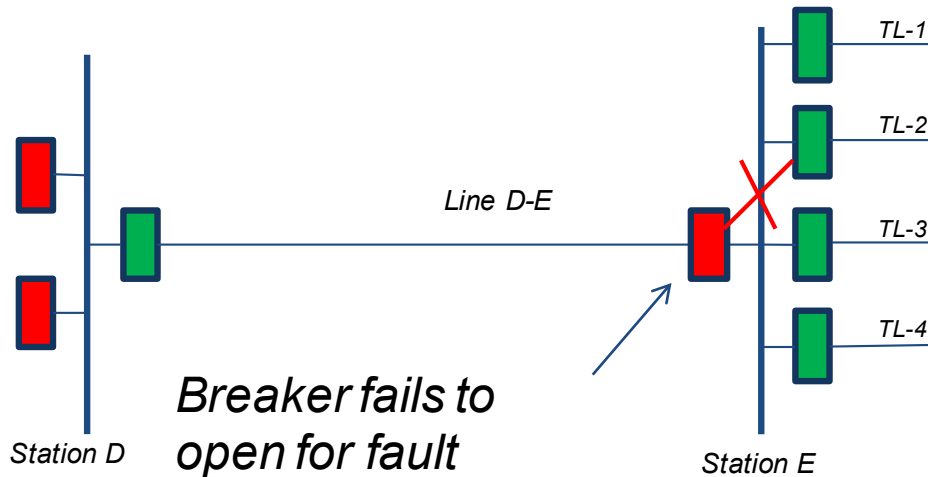 TL-1
TL-2
Line D-E
TL-3
TL-4
Breaker fails to
open for fault
Station D
Station E